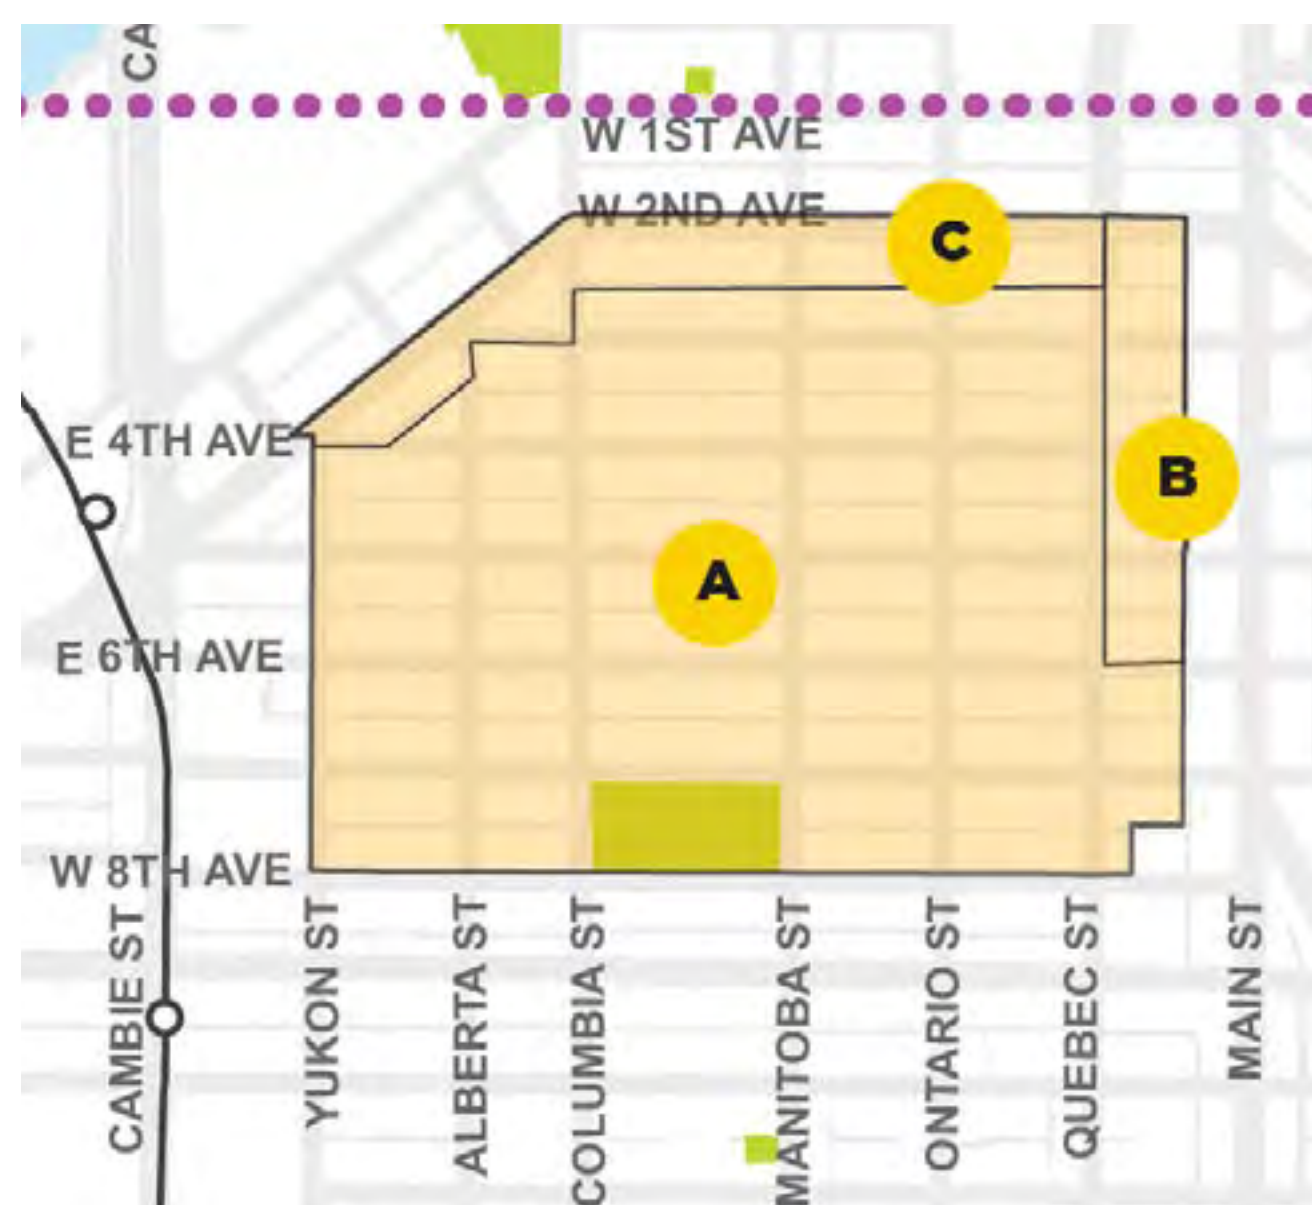 CA
W 1ST AVE
W 2ND AVE
C
E 4TH AVE
B
A
E 6TH AVE
W 8TH AVE
CAMBIE ST
YUKON ST
ALBERTA ST
COLUMBIA ST
MANITOBA ST
ONTARIO ST
QUEBEC ST
MAIN ST